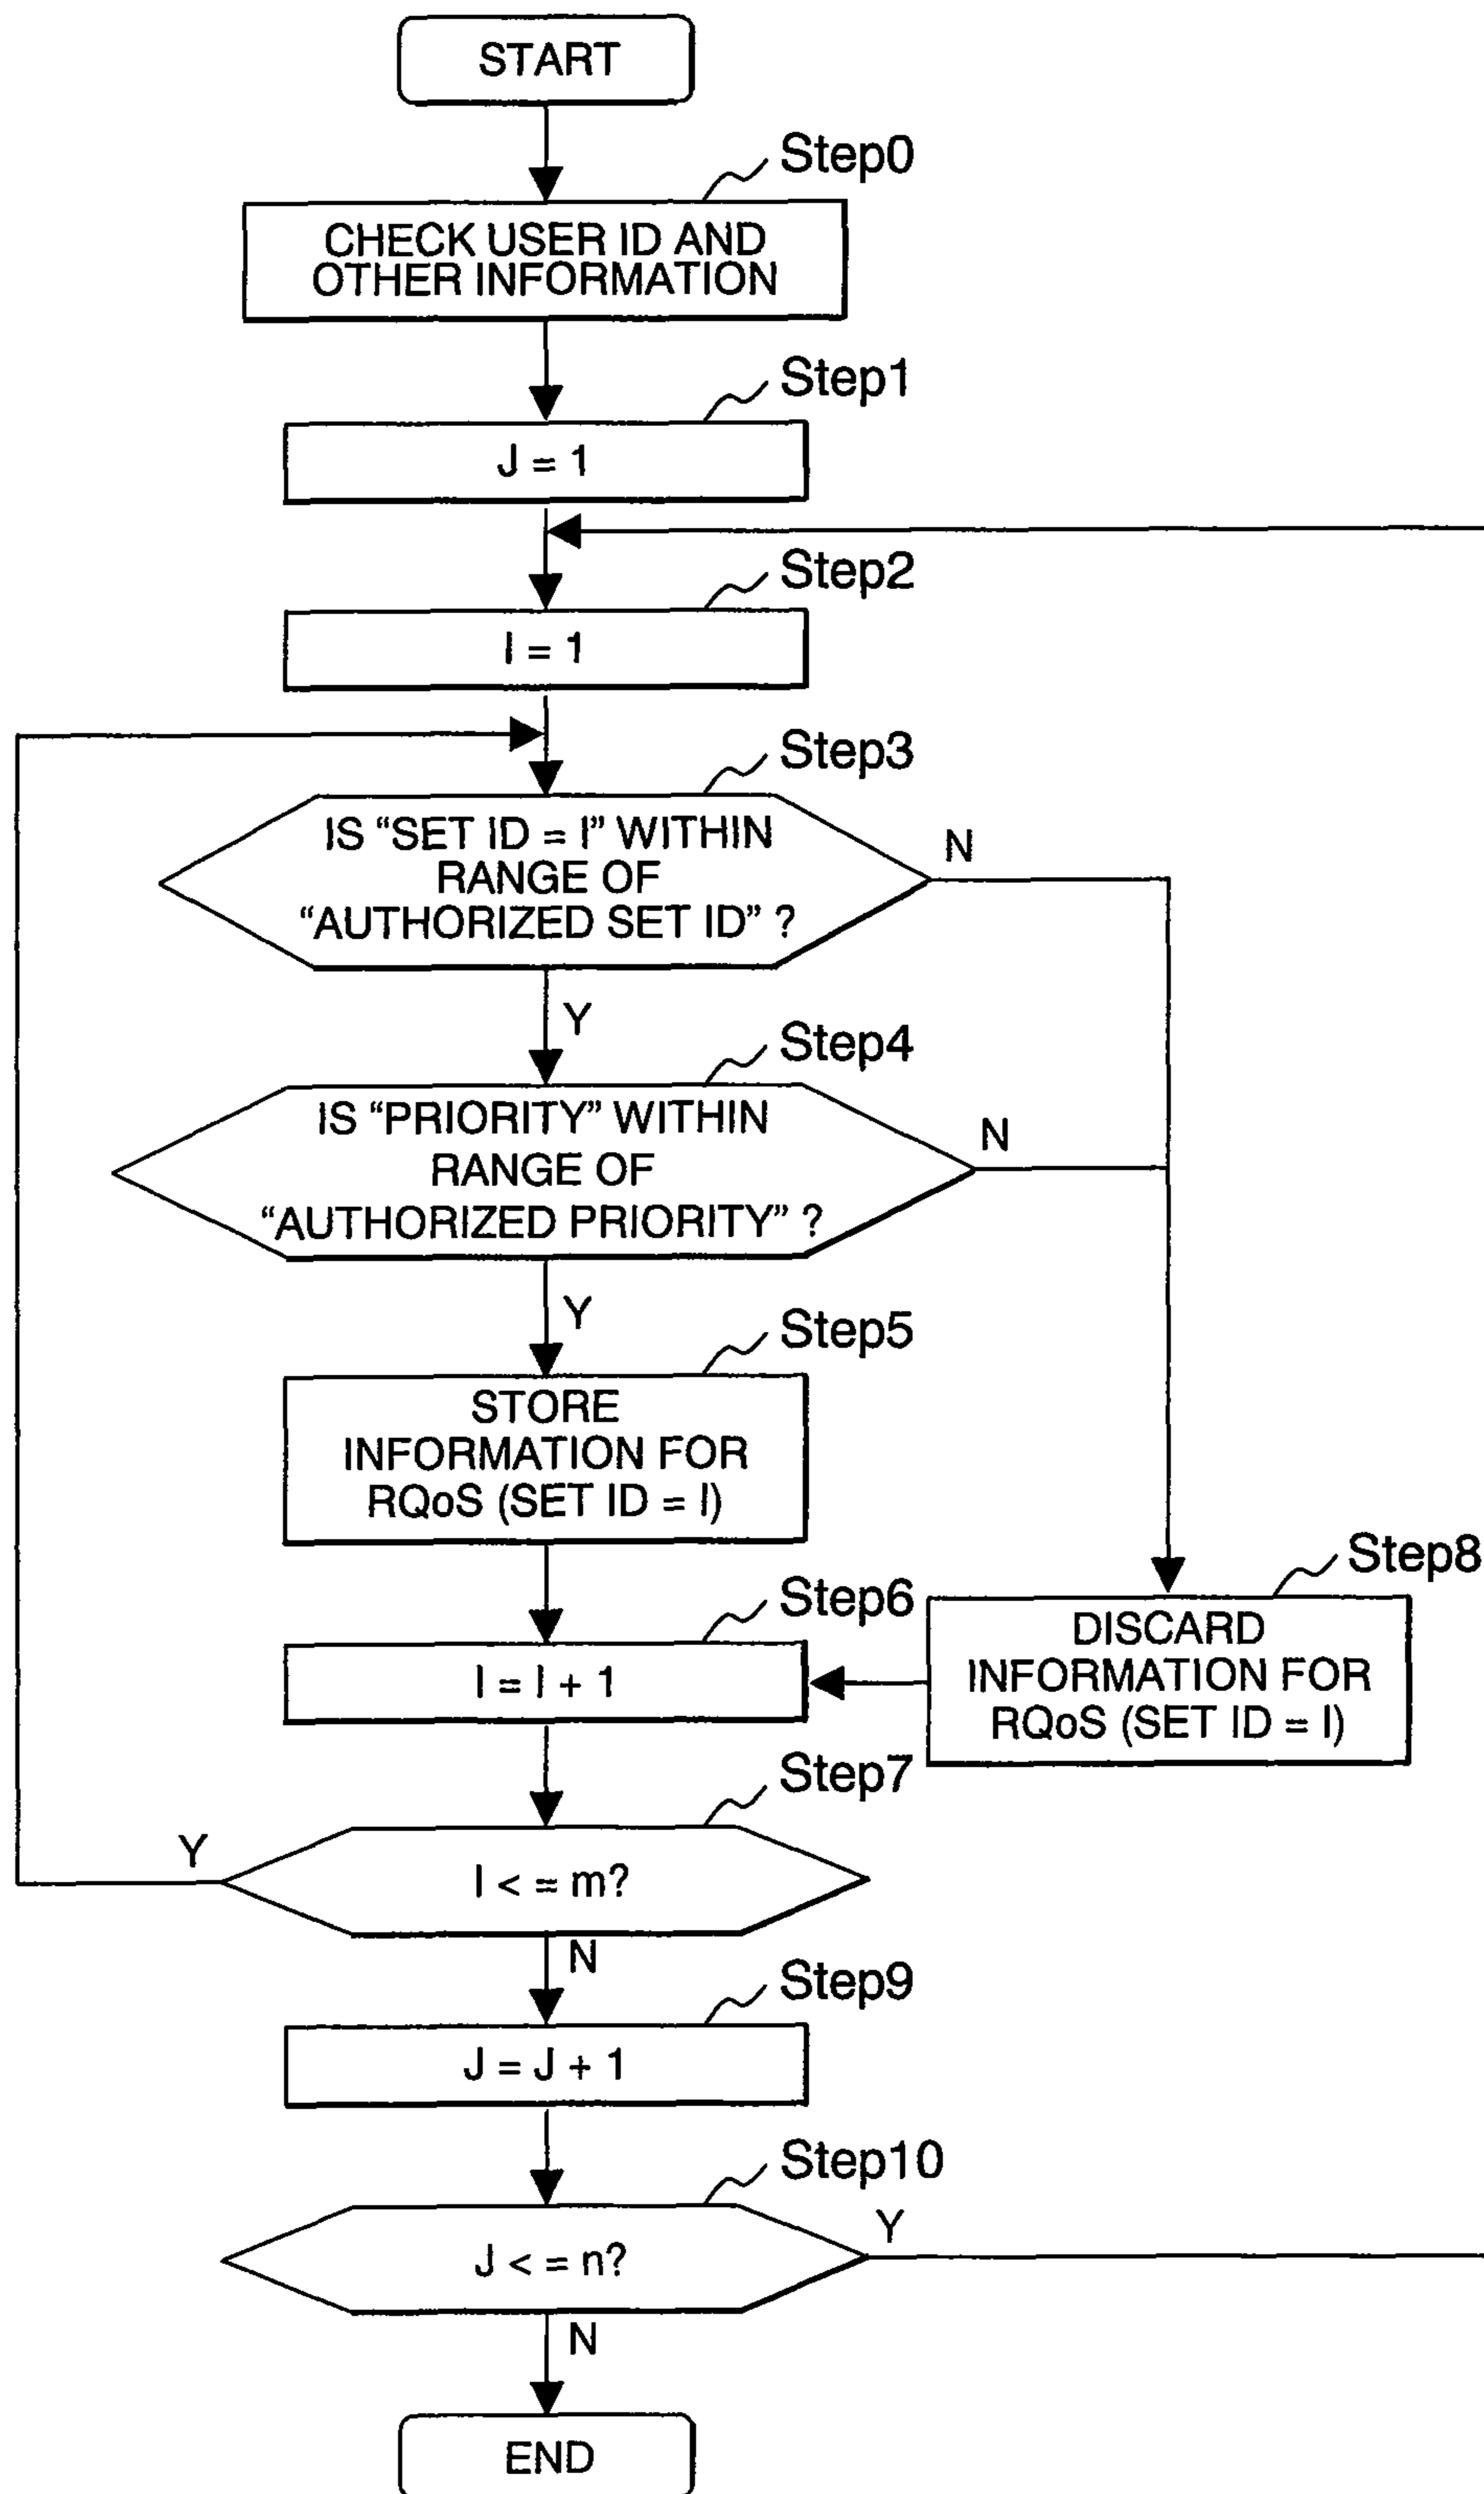 START
Step0
CHECK USER ID AND
OTHER INFORMATION
Step1
J = 1
Step2
I = 1
Step3
IS “SET ID = I” WITHIN
RANGE OF
“AUTHORIZED SET ID” ?
N
Y
Step4
IS “PRIORITY” WITHIN
RANGE OF
“AUTHORIZED PRIORITY” ?
N
Y
Step5
STORE
INFORMATION FOR
RQoS (SET ID = I)
Step6
I = I + 1
Step8
DISCARD
INFORMATION FOR
RQoS (SET ID = I)
Step7
I < = m?
Y
N
Step9
J = J + 1
Step10
J < = n?
Y
N
END